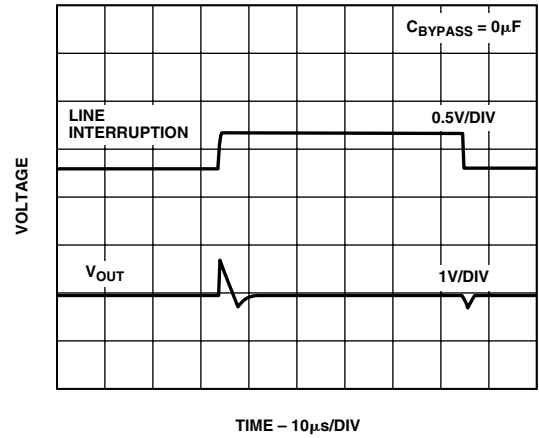 C_BYPASS = 0μF
LINE
INTERRUPTION
0.5V/DIV
VOLTAGE
V_OUT
1V/DIV
TIME – 10μs/DIV